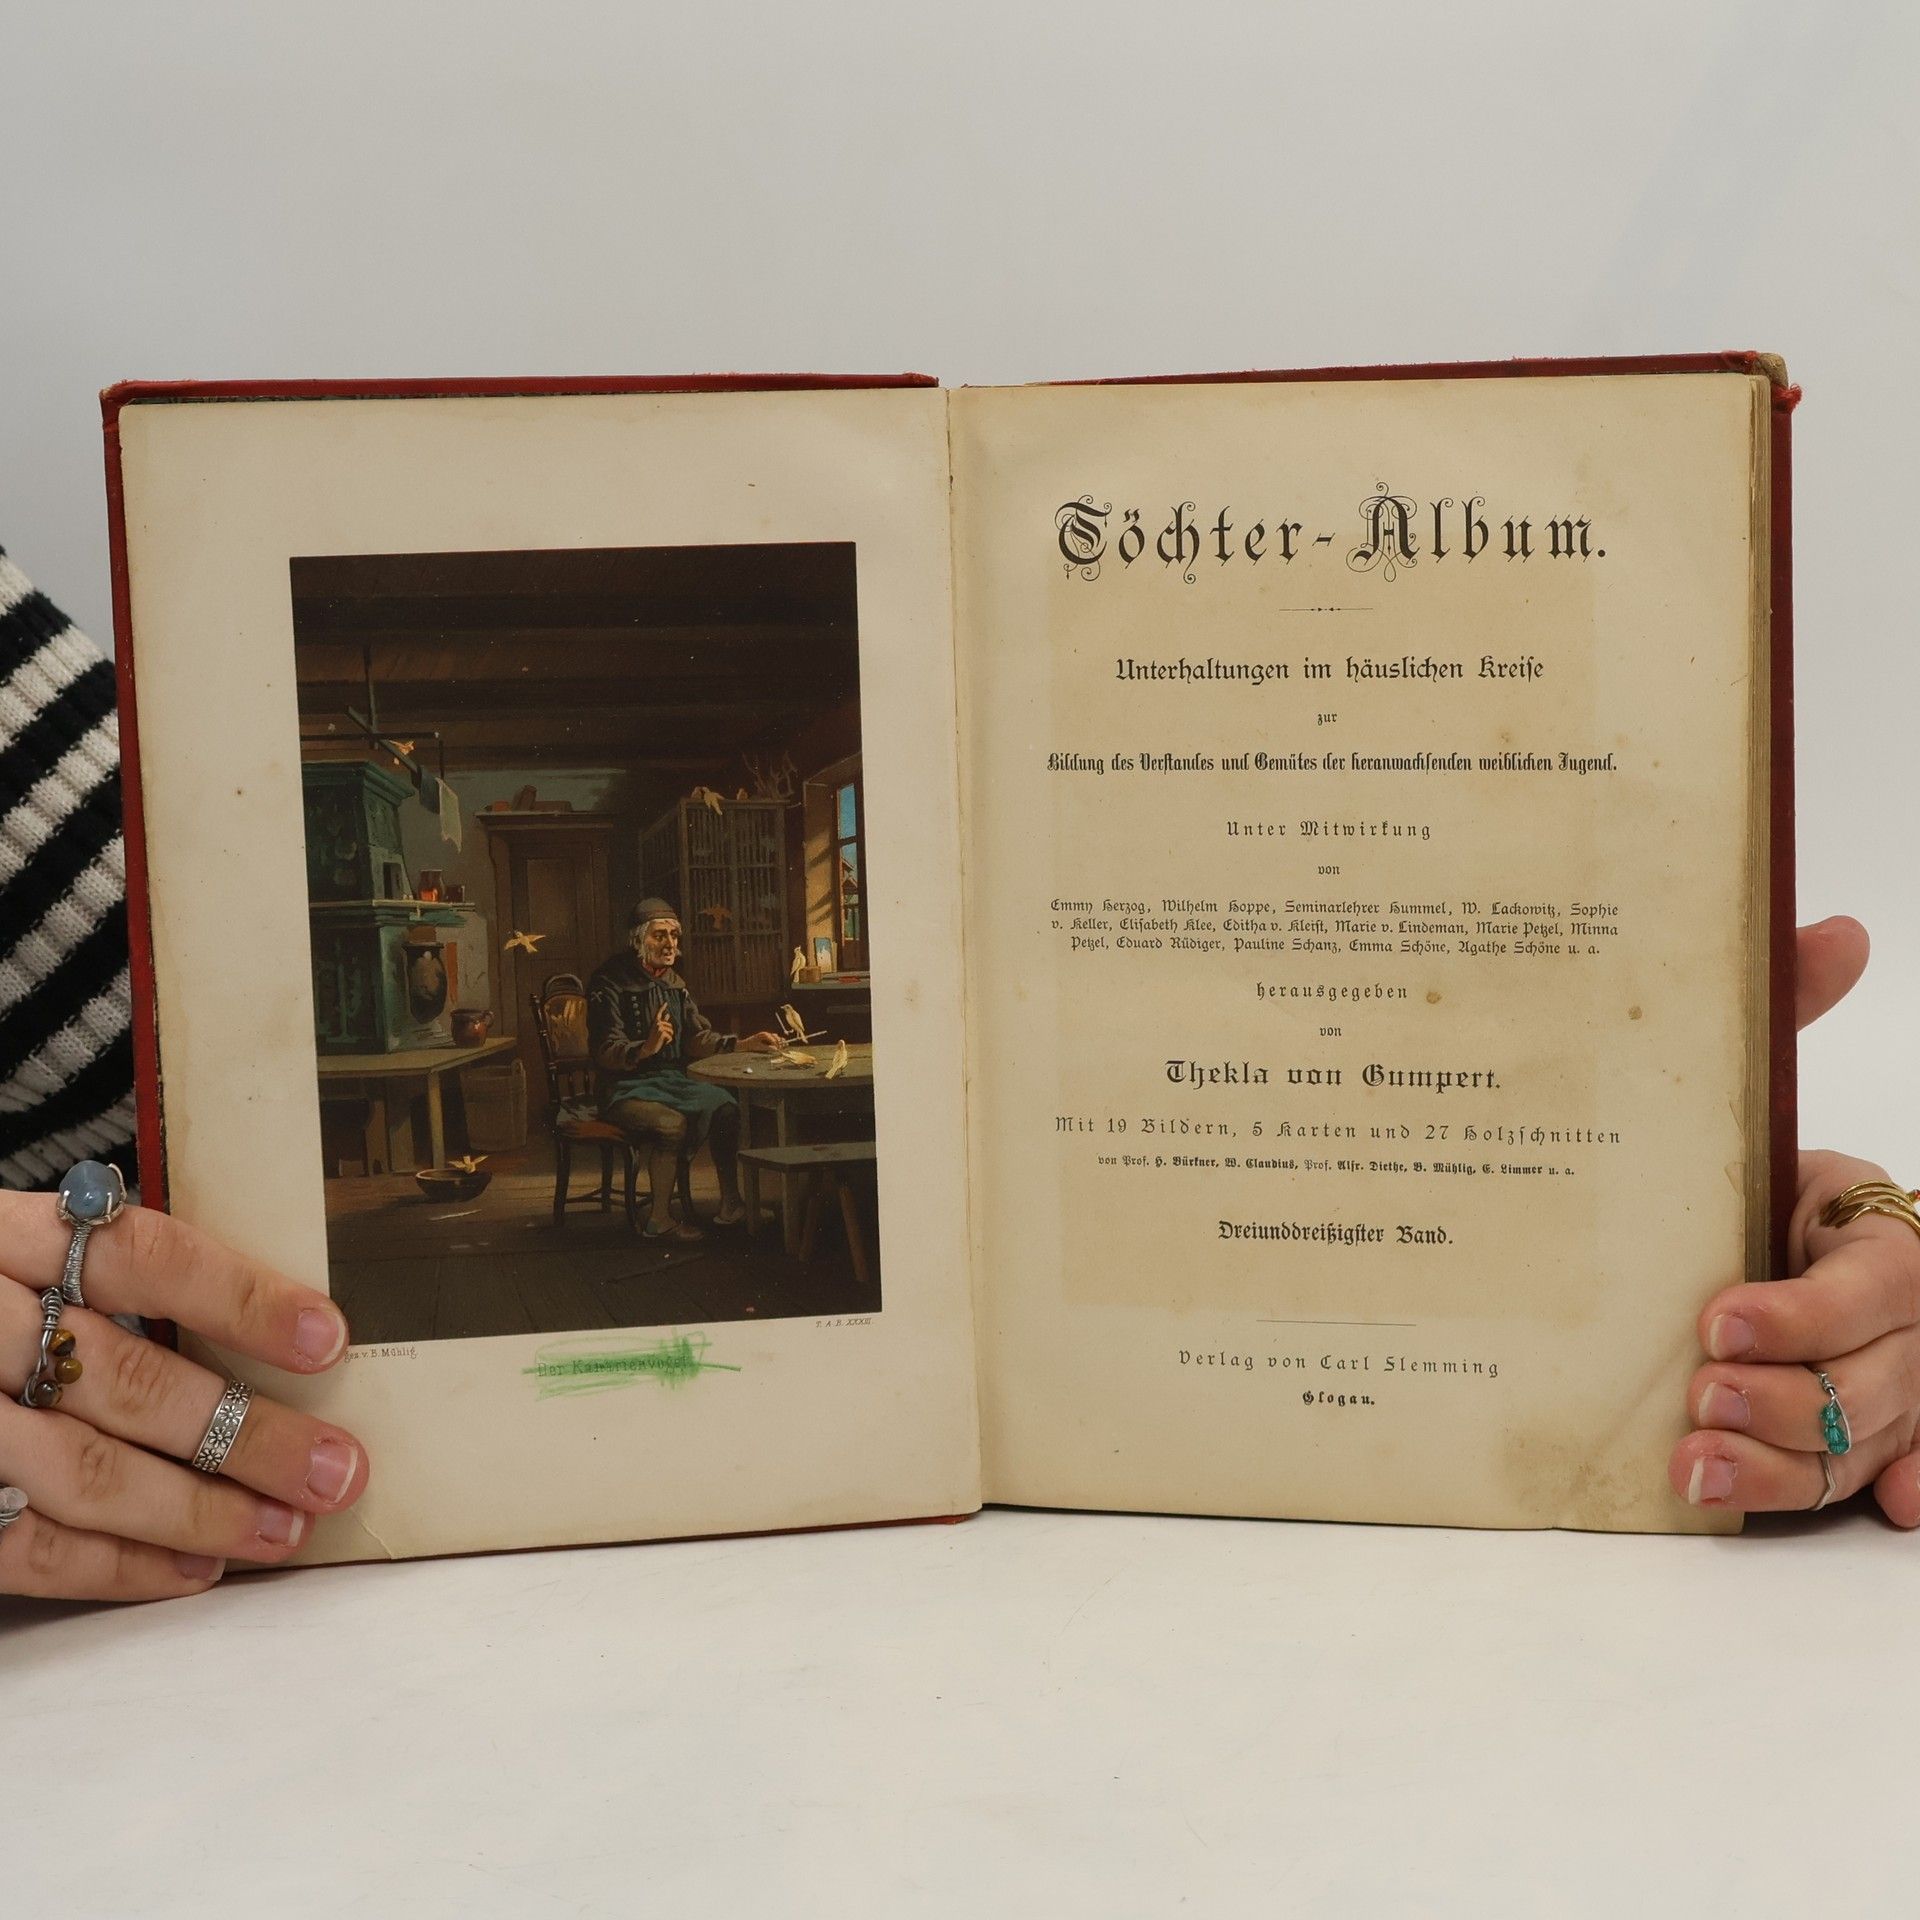 gez v. B. Mühlig.
T. A. B. XXXIII.
Der Kanarienvogel
Töchter-Album.
Unterhaltungen im häuslichen Kreise
zur
Bildung des Verstandes und Gemütes der heranwachsenden weiblichen Jugend.
Unter Mitwirkung
von
Emmy Herzog, Wilhelm Hoppe, Seminarlehrer Hummel, W. Lackowitz, Sophie
v. Keller, Elisabeth Klee, Editha v. Kleist, Marie v. Lindeman, Marie Petzel, Minna
Petzel, Eduard Rüdiger, Pauline Schanz, Emma Schöne, Agathe Schöne u. a.
herausgegeben
von
Thekla von Gumpert.
Mit 19 Bildern, 5 Karten und 27 Holzschnitten
von Prof. H. Bürkner, W. Claudius, Prof. Alfr. Diethe, B. Mühlig, E. Limmer u. a.
Dreiunddreißigster Band.
Verlag von Carl Flemming
Glogau.